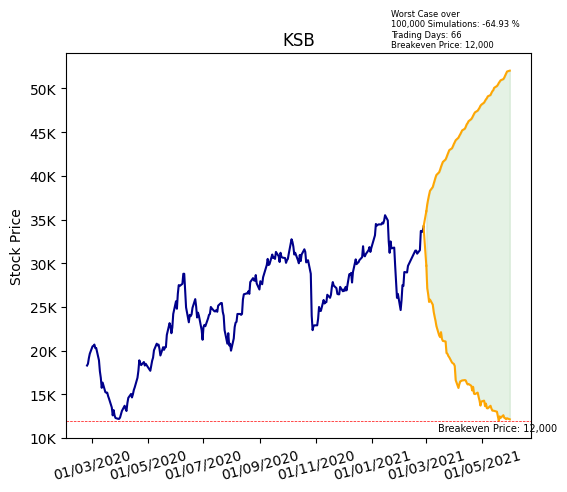 Worst Case over
100,000 Simulations: -64.93 %
Trading Days: 66
Breakeven Price: 12,000
KSB
Stock Price
50K
45K
40K
35K
30K
25K
20K
15K
10K
Breakeven Price: 12,000
01/03/2020
01/05/2020
01/07/2020
01/09/2020
01/11/2020
01/01/2021
01/03/2021
01/05/2021